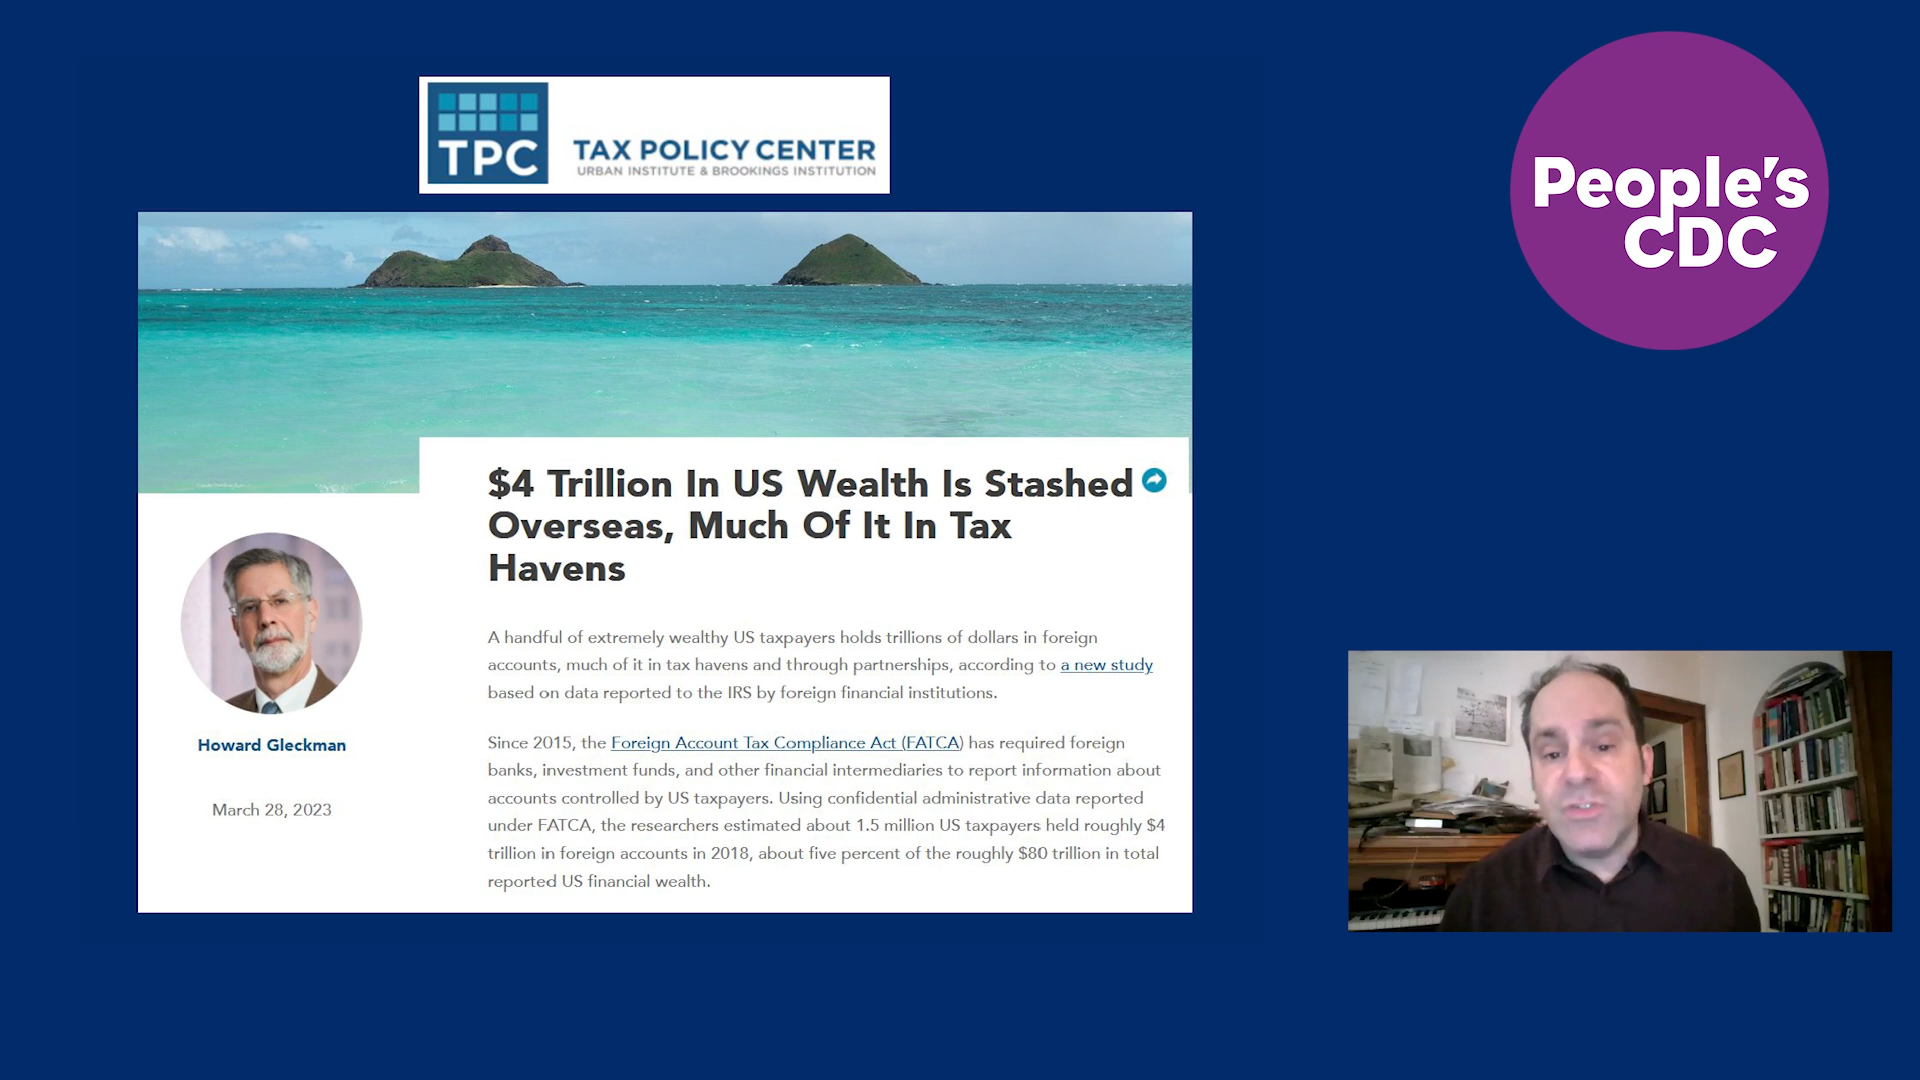 TPC
TAX POLICY CENTER
URBAN INSTITUTE & BROOKINGS INSTITUTION
People's
CDC
$4 Trillion In US Wealth Is Stashed
Overseas, Much Of It In Tax
Havens
Howard Gleckman
March 28, 2023
A handful of extremely wealthy US taxpayers holds trillions of dollars in foreign
accounts, much of it in tax havens and through partnerships, according to a new study
based on data reported to the IRS by foreign financial institutions.
Since 2015, the Foreign Account Tax Compliance Act (FATCA) has required foreign
banks, investment funds, and other financial intermediaries to report information about
accounts controlled by US taxpayers. Using confidential administrative data reported
under FATCA, the researchers estimated about 1.5 million US taxpayers held roughly $4
trillion in foreign accounts in 2018, about five percent of the roughly $80 trillion in total
reported US financial wealth.